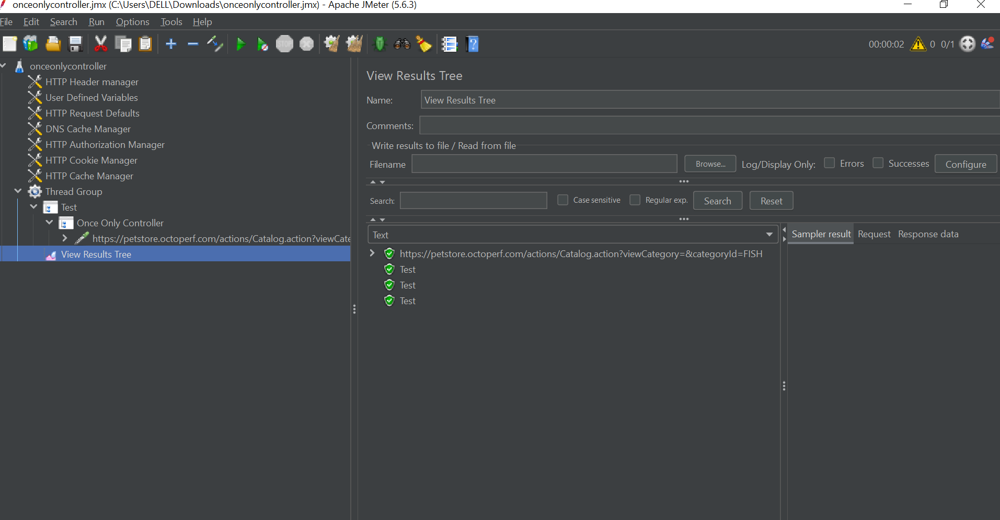 onceonlycontroller.jmx (C:\Users\DELL\Downloads\onceonlycontroller.jmx) - Apache JMeter (5.6.3)
File Edit Search Run Options Tools Help
STOP
00:00:02 0 0/1
onceonlycontroller
HTTP Header manager
User Defined Variables
HTTP Request Defaults
DNS Cache Manager
HTTP Authorization Manager
HTTP Cookie Manager
HTTP Cache Manager
Thread Group
Test
Once Only Controller
https://petstore.octoperf.com/actions/Catalog.action?viewCate
View Results Tree
View Results Tree
Name: View Results Tree
Comments:
Write results to file / Read from file
Filename Browse... Log/Display Only: Errors Successes Configure
Search: Case sensitive Regular exp. Search Reset
Text
https://petstore.octoperf.com/actions/Catalog.action?viewCategory=&categoryId=FISH
Test
Test
Test
Sampler result Request Response data